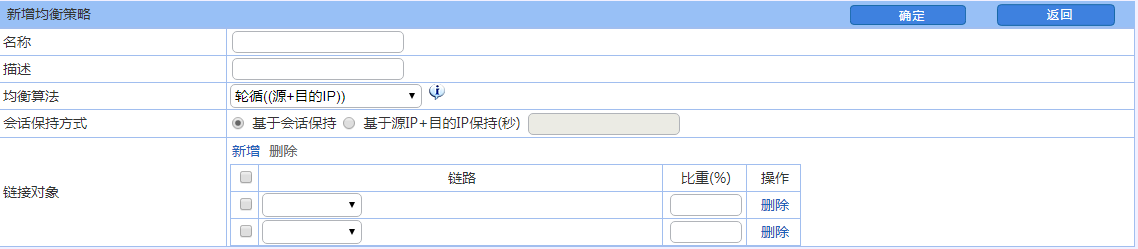 新增均衡策略 确定 返回
名称
描述
均衡算法 轮循((源+目的IP))
会话保持方式 基于会话保持 基于源IP+目的IP保持(秒)
新增 删除
链接对象
链路 比重(%) 操作
删除
删除